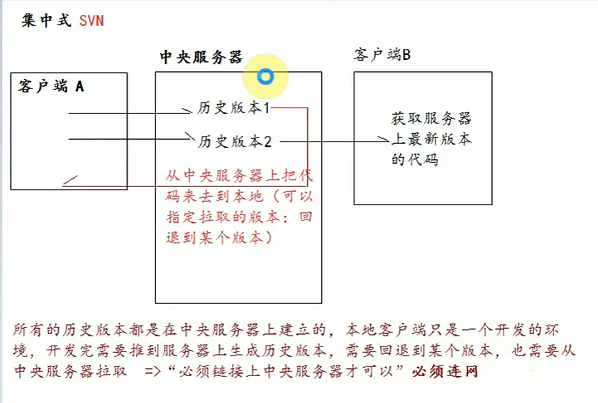 集中式 SVN
中央服务器
客户端B
客户端 A
历史版本1
历史版本2
获取服务器
上最新版本
的代码
从中央服务器上把代
码来去到本地（可以
指定拉取的版本：回
退到某个版本）
所有的历史版本都是在中央服务器上建立的，本地客户端只是一个开发的环
境，开发完需要推到服务器上生成历史版本，需要回退到某个版本，也需要从
中央服务器拉取 =>“必须链接上中央服务器才可以”必须连网